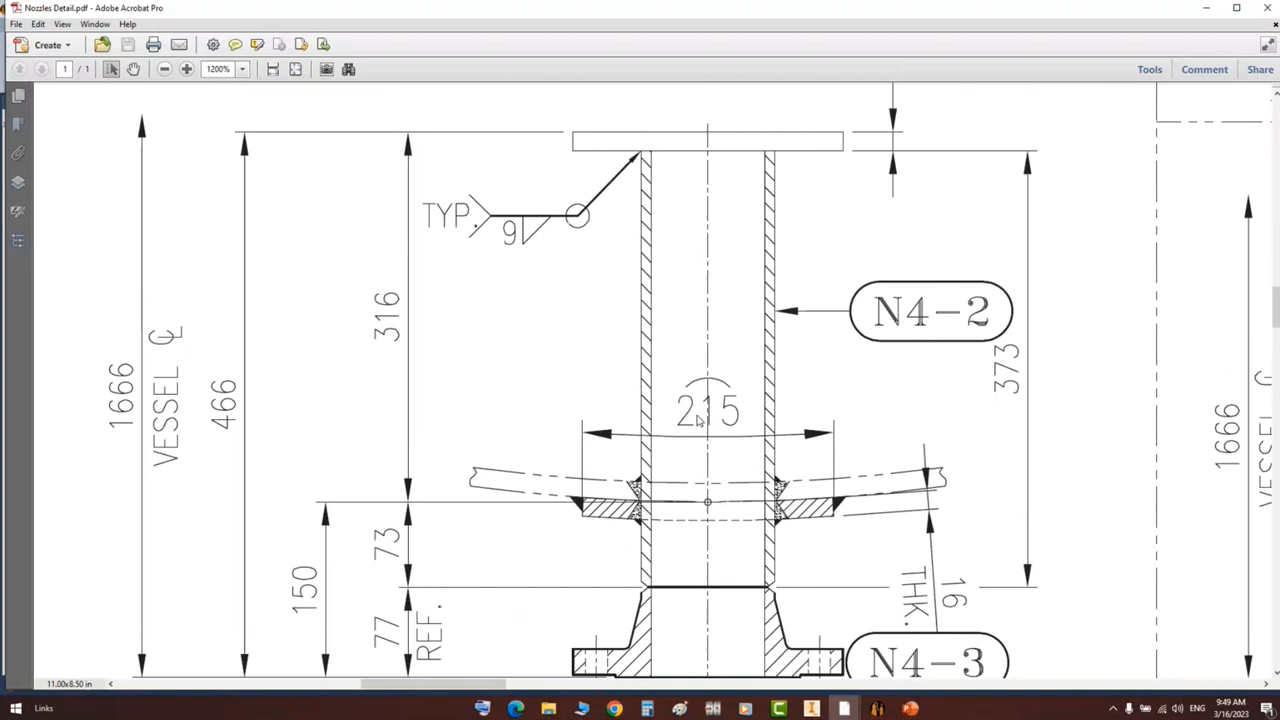 Nozzles Detail.pdf - Adobe Acrobat Pro
File Edit View Window Help
Create
1 / 1
1200%
Tools Comment Share
TYP.
9
316
N4-2
373
1666
VESSEL ℄
466
215
73
150
77
REF.
16
THK.
N4-3
1666
VESSEL
11.00x8.50 in
Links
ENG
9:49 AM
3/16/2023